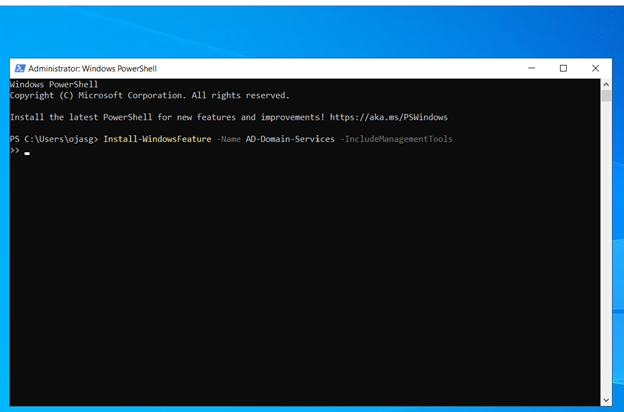 Administrator: Windows PowerShell
Windows PowerShell
Copyright (C) Microsoft Corporation. All rights reserved.
Install the latest PowerShell for new features and improvements! https://aka.ms/PSWindows
PS C:\Users\ojasg> Install-WindowsFeature -Name AD-Domain-Services -IncludeManagementTools
>>